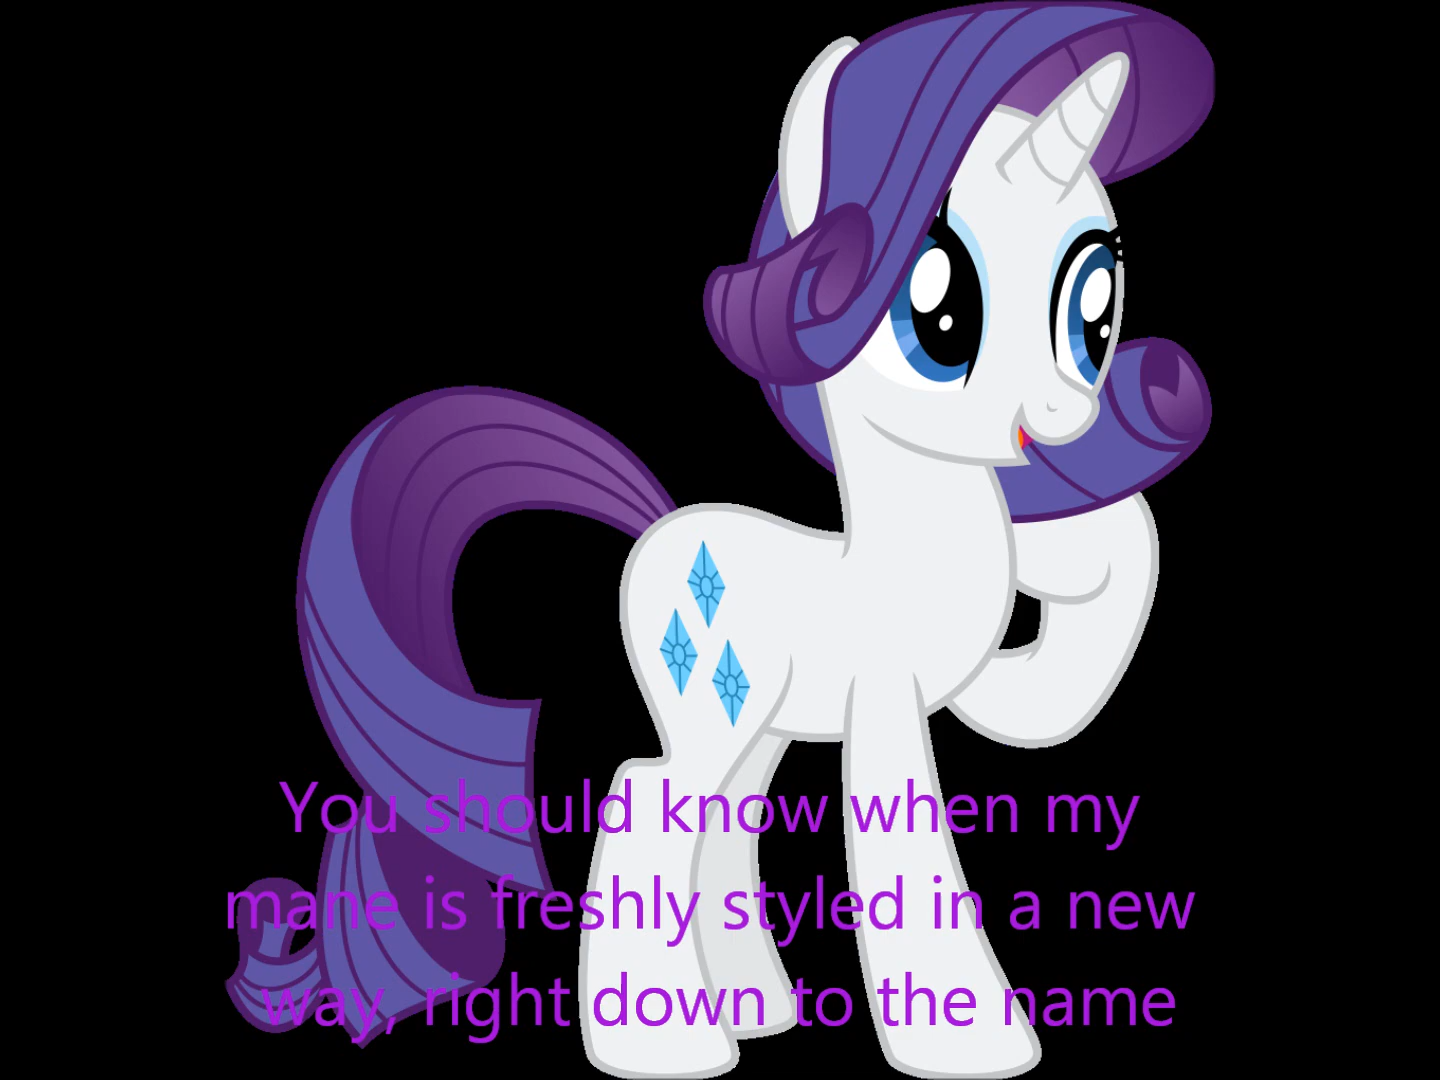 You should know when my
mane is freshly styled in a new
way, right down to the name